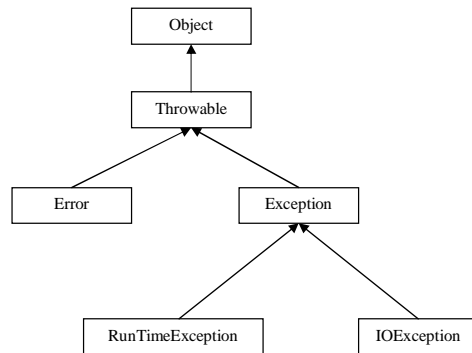 Object
Throwable
Error
Exception
RunTimeException
IOException